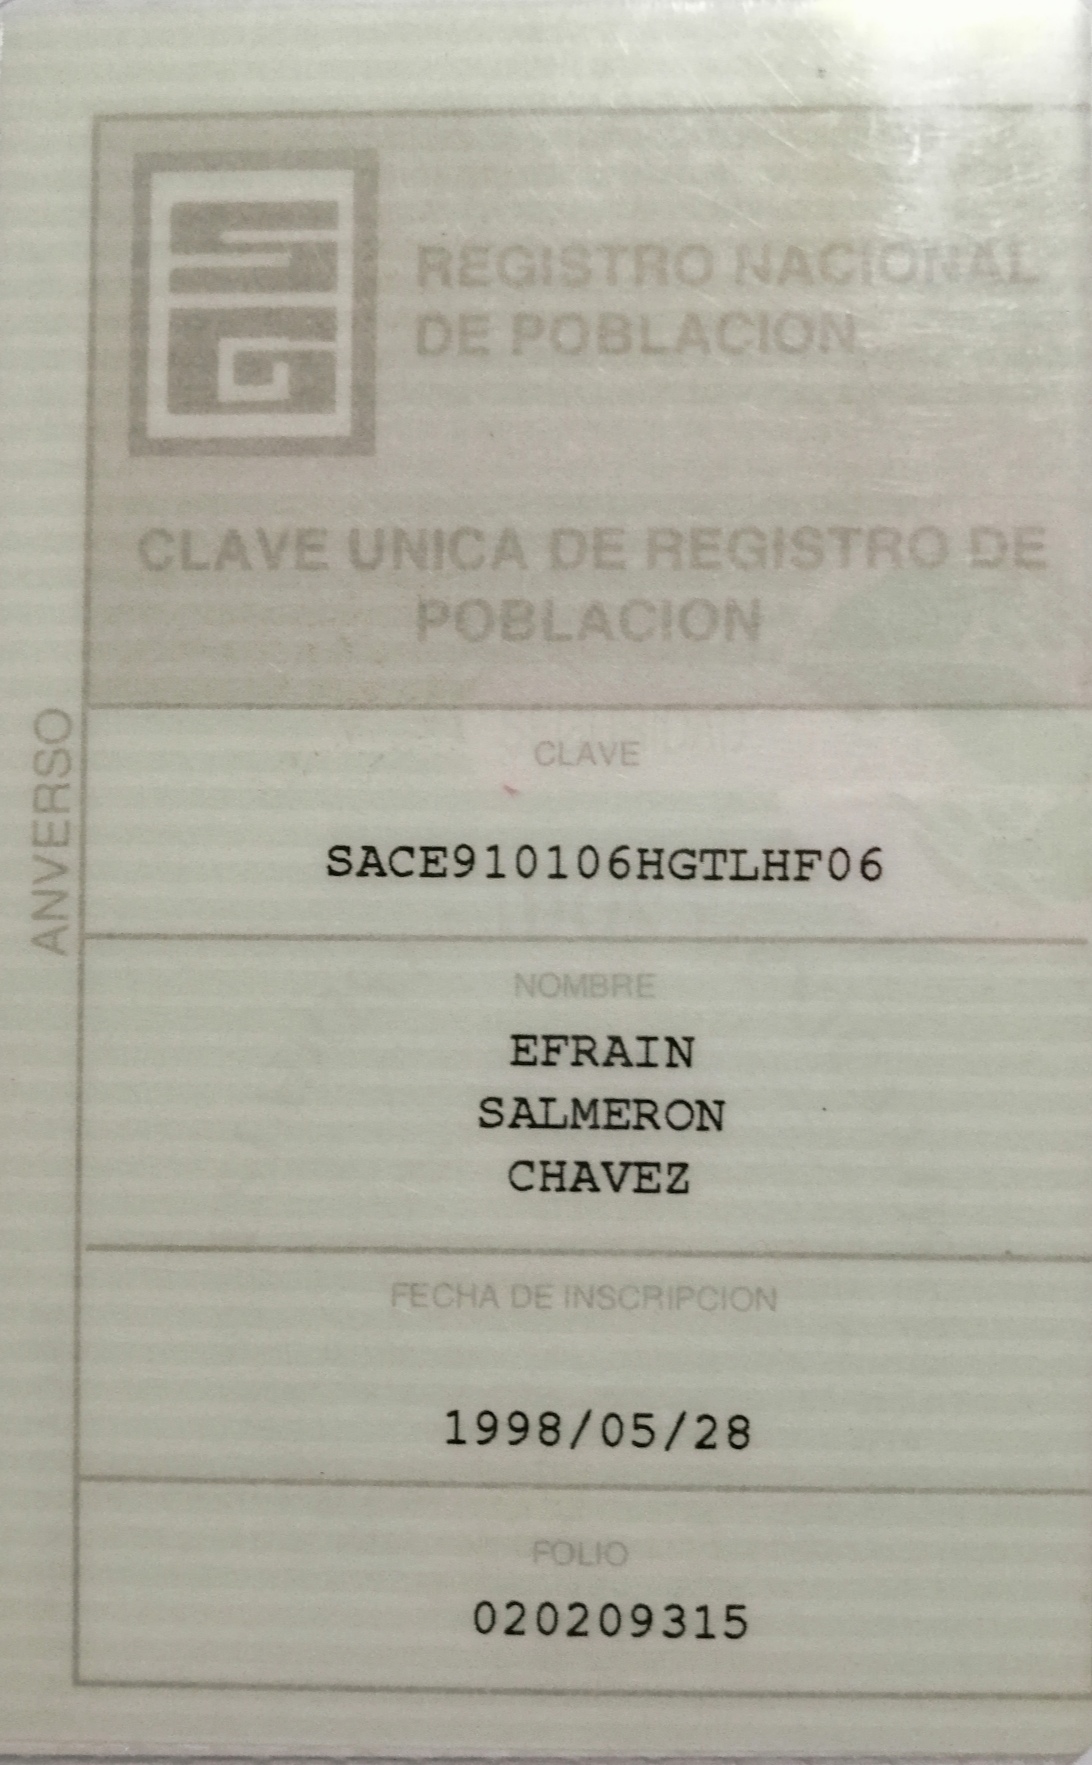 REGISTRO NACIONAL
DE POBLACION
CLAVE UNICA DE REGISTRO DE
POBLACION
ANVERSO
CLAVE
SACE910106HGTLHF06
NOMBRE
EFRAIN
SALMERON
CHAVEZ
FECHA DE INSCRIPCION
1998/05/28
FOLIO
020209315